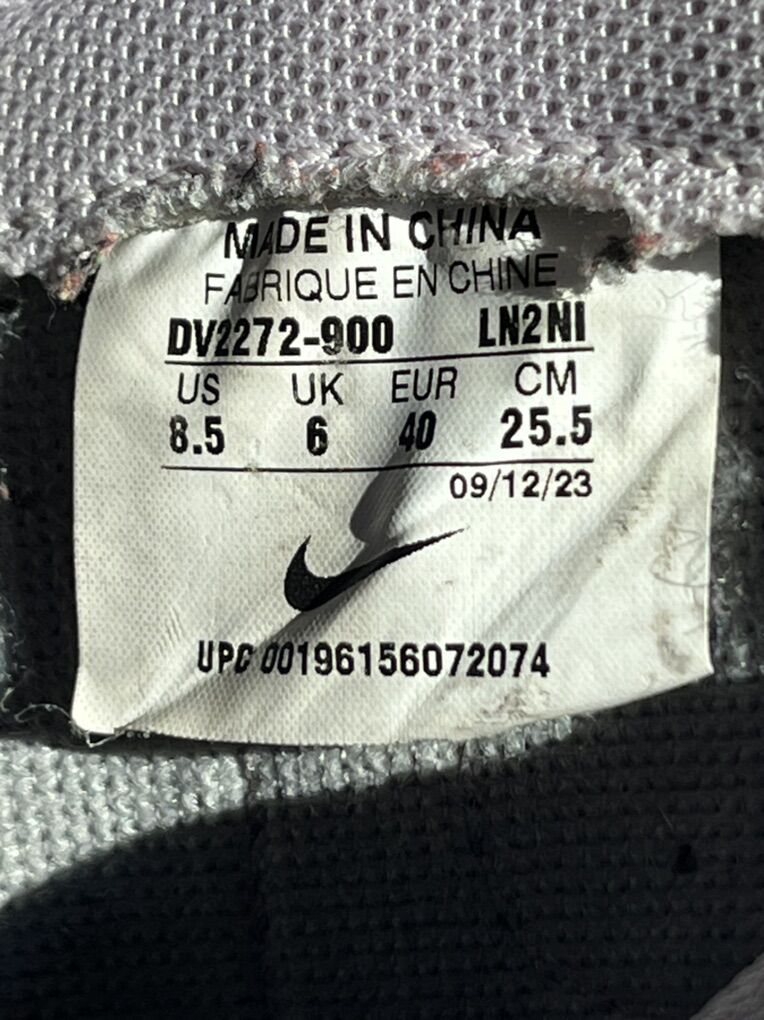 MADE IN CHINA
FABRIQUE EN CHINE
DV2272-900 LN2NI
US UK EUR CM
8.5 6 40 25.5
09/12/23
UPC 00196156072074